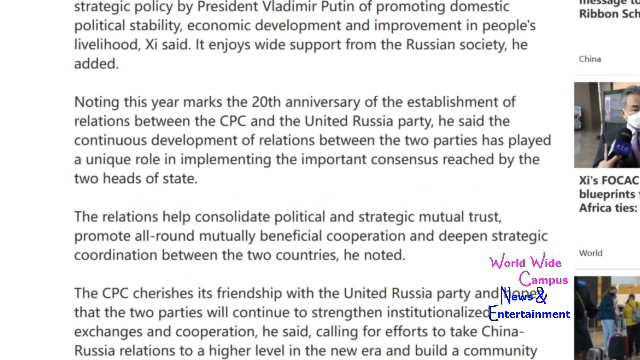 strategic policy by President Vladimir Putin of promoting domestic
political stability, economic development and improvement in people's
livelihood, Xi said. It enjoys wide support from the Russian society, he
added.
Noting this year marks the 20th anniversary of the establishment of
relations between the CPC and the United Russia party, he said the
continuous development of relations between the two parties has played
a unique role in implementing the important consensus reached by the
two heads of state.
The relations help consolidate political and strategic mutual trust,
promote all-round mutually beneficial cooperation and deepen strategic
coordination between the two countries, he noted.
The CPC cherishes its friendship with the United Russia party and
that the two parties will continue to strengthen institutionalized
exchanges and cooperation, he said, calling for efforts to take China-
Russia relations to a higher level in the new era and build a community
message to
Ribbon Sch
China
Xi's FOCAC
blueprints
Africa ties:
World
World Wide
Campus
News &
Entertainment